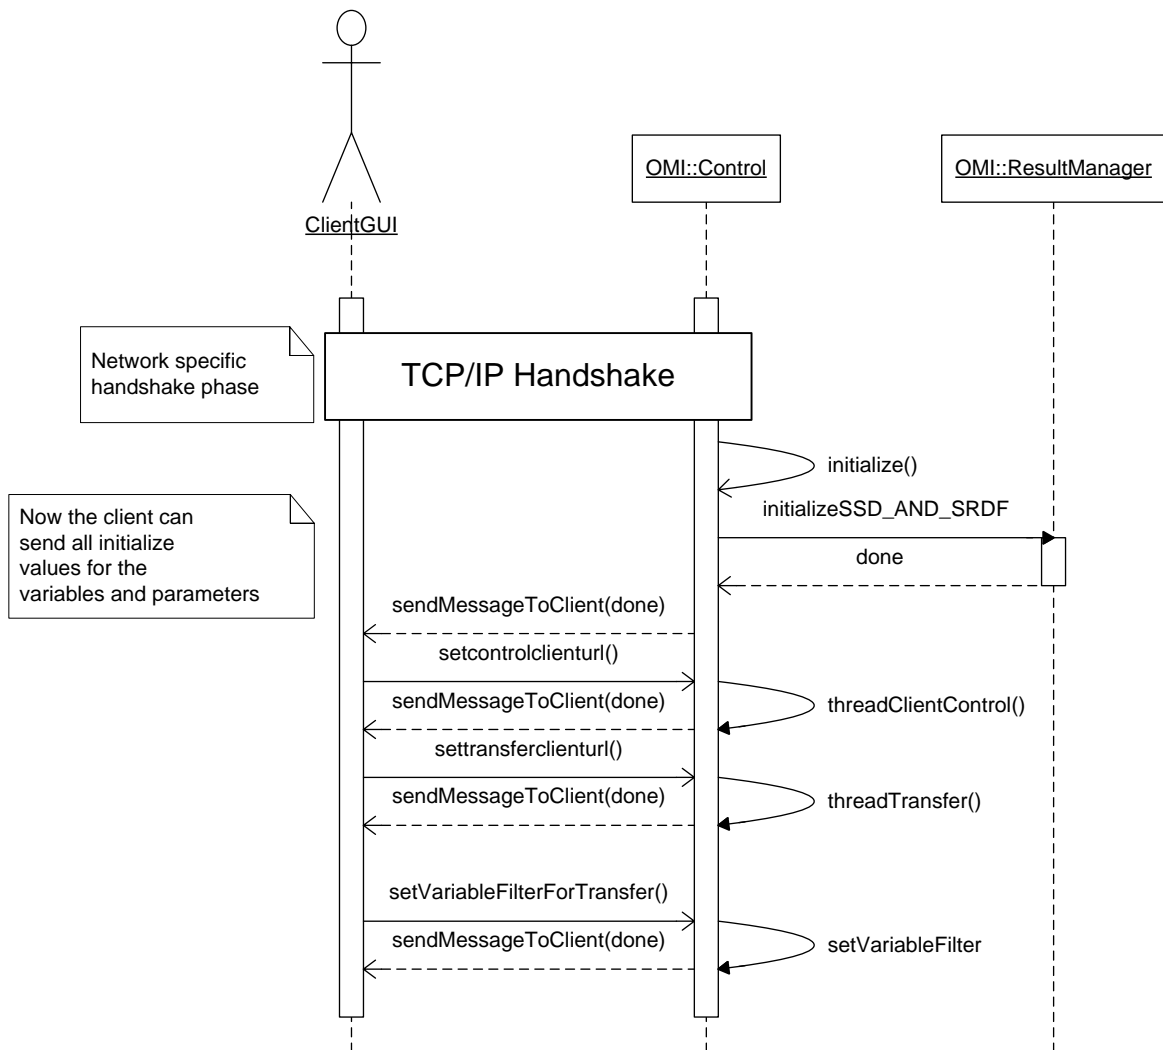 OMI::Control
OMI::ResultManager
ClientGUI
Network specific
handshake phase
TCP/IP Handshake
initialize()
Now the client can
send all initialize
values for the
variables and parameters
initializeSSD_AND_SRDF
done
sendMessageToClient(done)
setcontrolclienturl()
sendMessageToClient(done)
threadClientControl()
settransferclienturl()
sendMessageToClient(done)
threadTransfer()
setVariableFilterForTransfer()
sendMessageToClient(done)
setVariableFilter